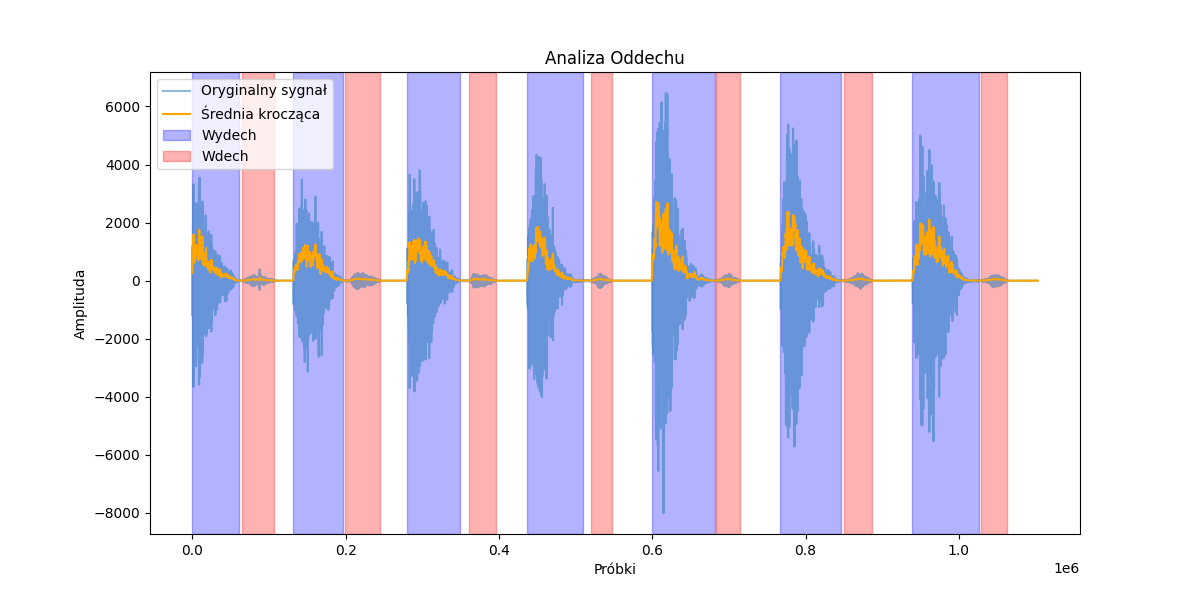 Analiza Oddechu
Oryginalny sygnał
Średnia krocząca
Wydech
Wdech
Amplituda
6000
4000
2000
0
−2000
−4000
−6000
−8000
0.0 0.2 0.4 0.6 0.8 1.0
1e6
Próbki